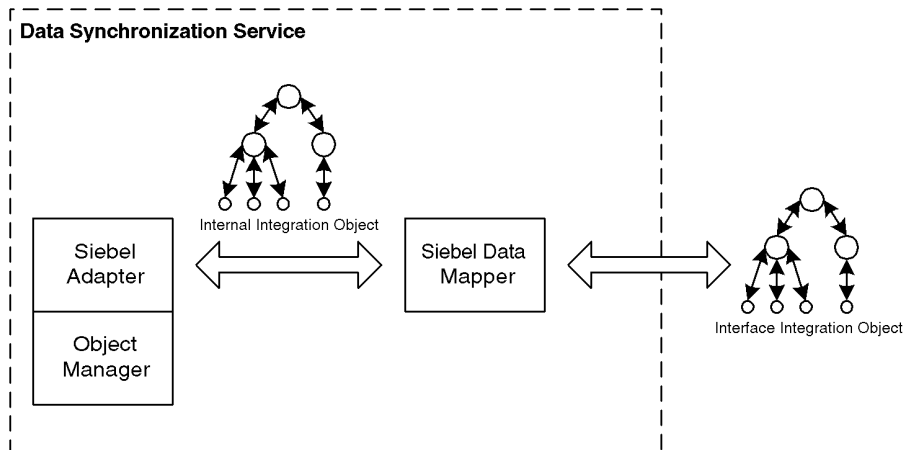 Data Synchronization Service
Internal Integration Object
Siebel
Adapter
Siebel Data
Mapper
Object
Manager
Interface Integration Object